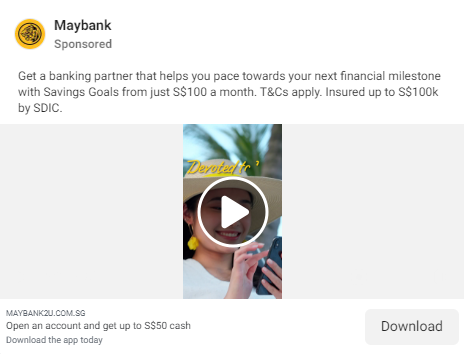 Maybank
Sponsored
Get a banking partner that helps you pace towards your next financial milestone
with Savings Goals from just S$100 a month. T&Cs apply. Insured up to S$100k
by SDIC.
Devoted
MAYBANK2U.COM.SG
Open an account and get up to S$50 cash
Download the app today
Download